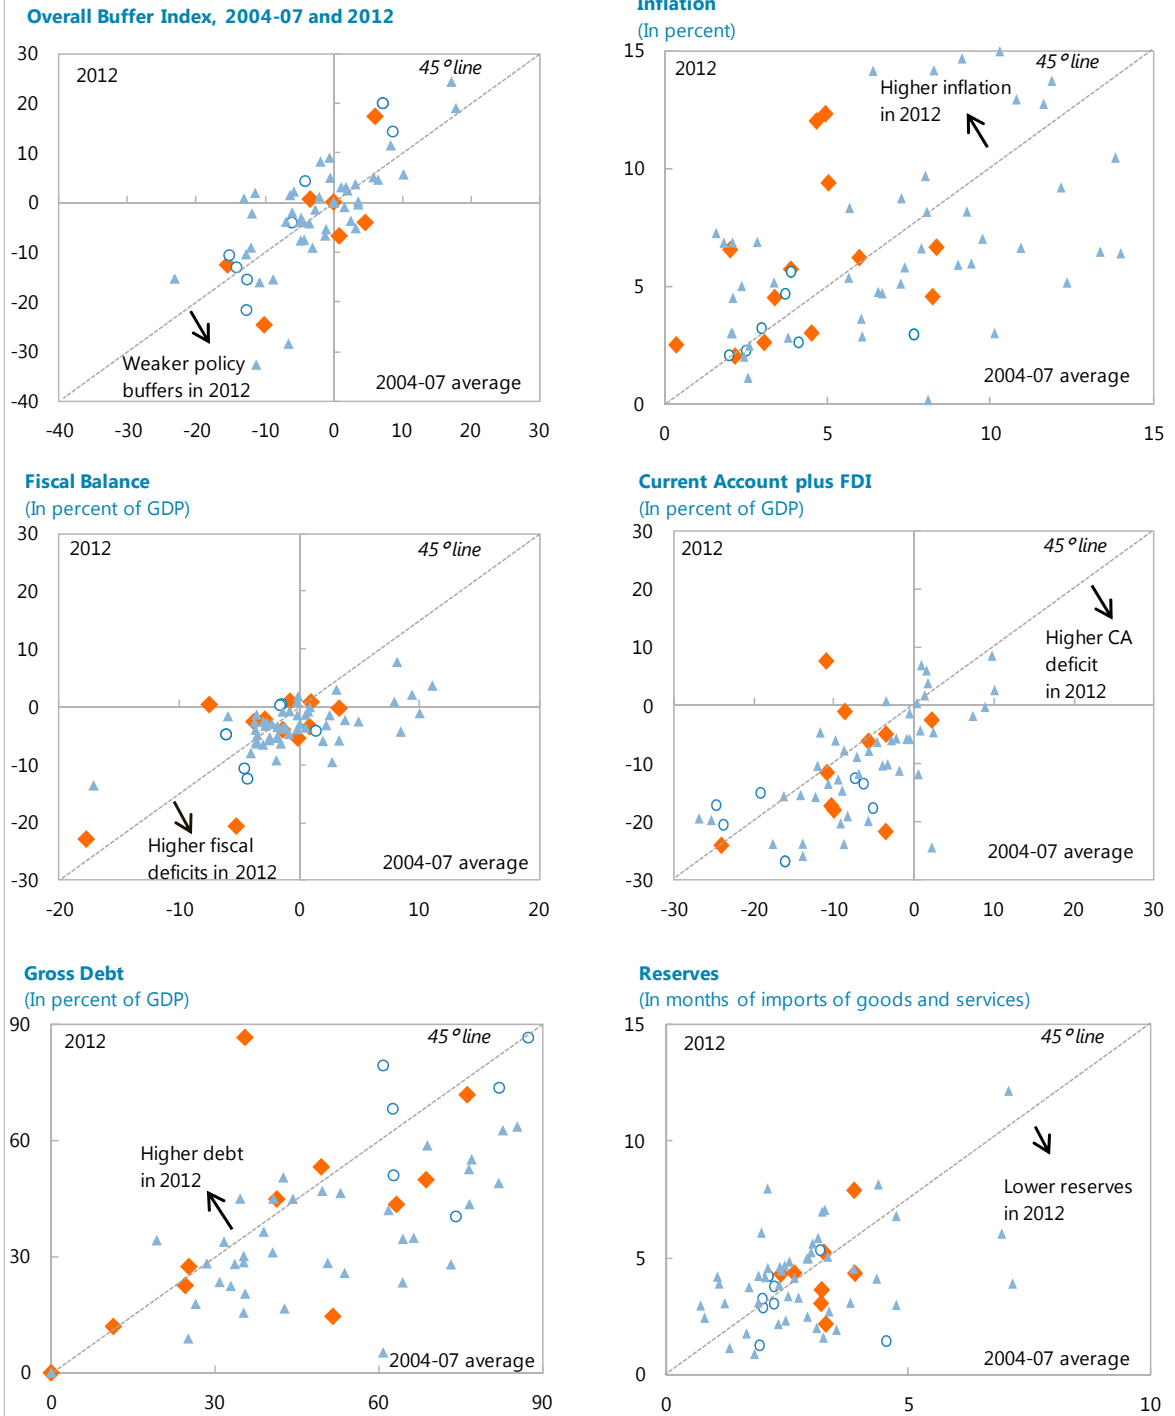 Overall Buffer Index, 2004-07 and 2012
30
20
10
0
-10
-20
-30
-40
2012
45° line
Weaker policy
buffers in 2012
2004-07 average
-40 -30 -20 -10 0 10 20 30
Inflation
(In percent)
15
10
5
0
2012
45° line
Higher inflation
in 2012
2004-07 average
0 5 10 15
Fiscal Balance
(In percent of GDP)
30
20
10
0
-10
-20
-30
2012
45° line
Higher fiscal
deficits in 2012
2004-07 average
-20 -10 0 10 20
Current Account plus FDI
(In percent of GDP)
30
20
10
0
-10
-20
-30
2012
45° line
Higher CA
deficit
in 2012
2004-07 average
-30 -20 -10 0 10 20 30
Gross Debt
(In percent of GDP)
90
60
30
0
2012
45° line
Higher debt
in 2012
2004-07 average
0 30 60 90
Reserves
(In months of imports of goods and services)
15
10
5
0
2012
45° line
Lower reserves
in 2012
2004-07 average
0 5 10